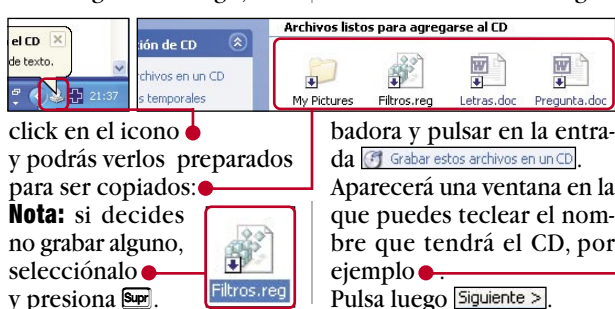 el CD
de texto.
21:37
ión de CD
chivos en un CD
s temporales
Archivos listos para agregarse al CD
My Pictures
Filtros.reg
Letras.doc
Pregunta.doc
click en el icono
y podrás verlos preparados
para ser copiados:
Nota: si decides
no grabar alguno,
selecciónalo
y presiona Supr.
Filtros.reg
badora y pulsar en la entra-
da Grabar estos archivos en un CD.
Aparecerá una ventana en la
que puedes teclear el nom-
bre que tendrá el CD, por
ejemplo .
Pulsa luego Siguiente >.